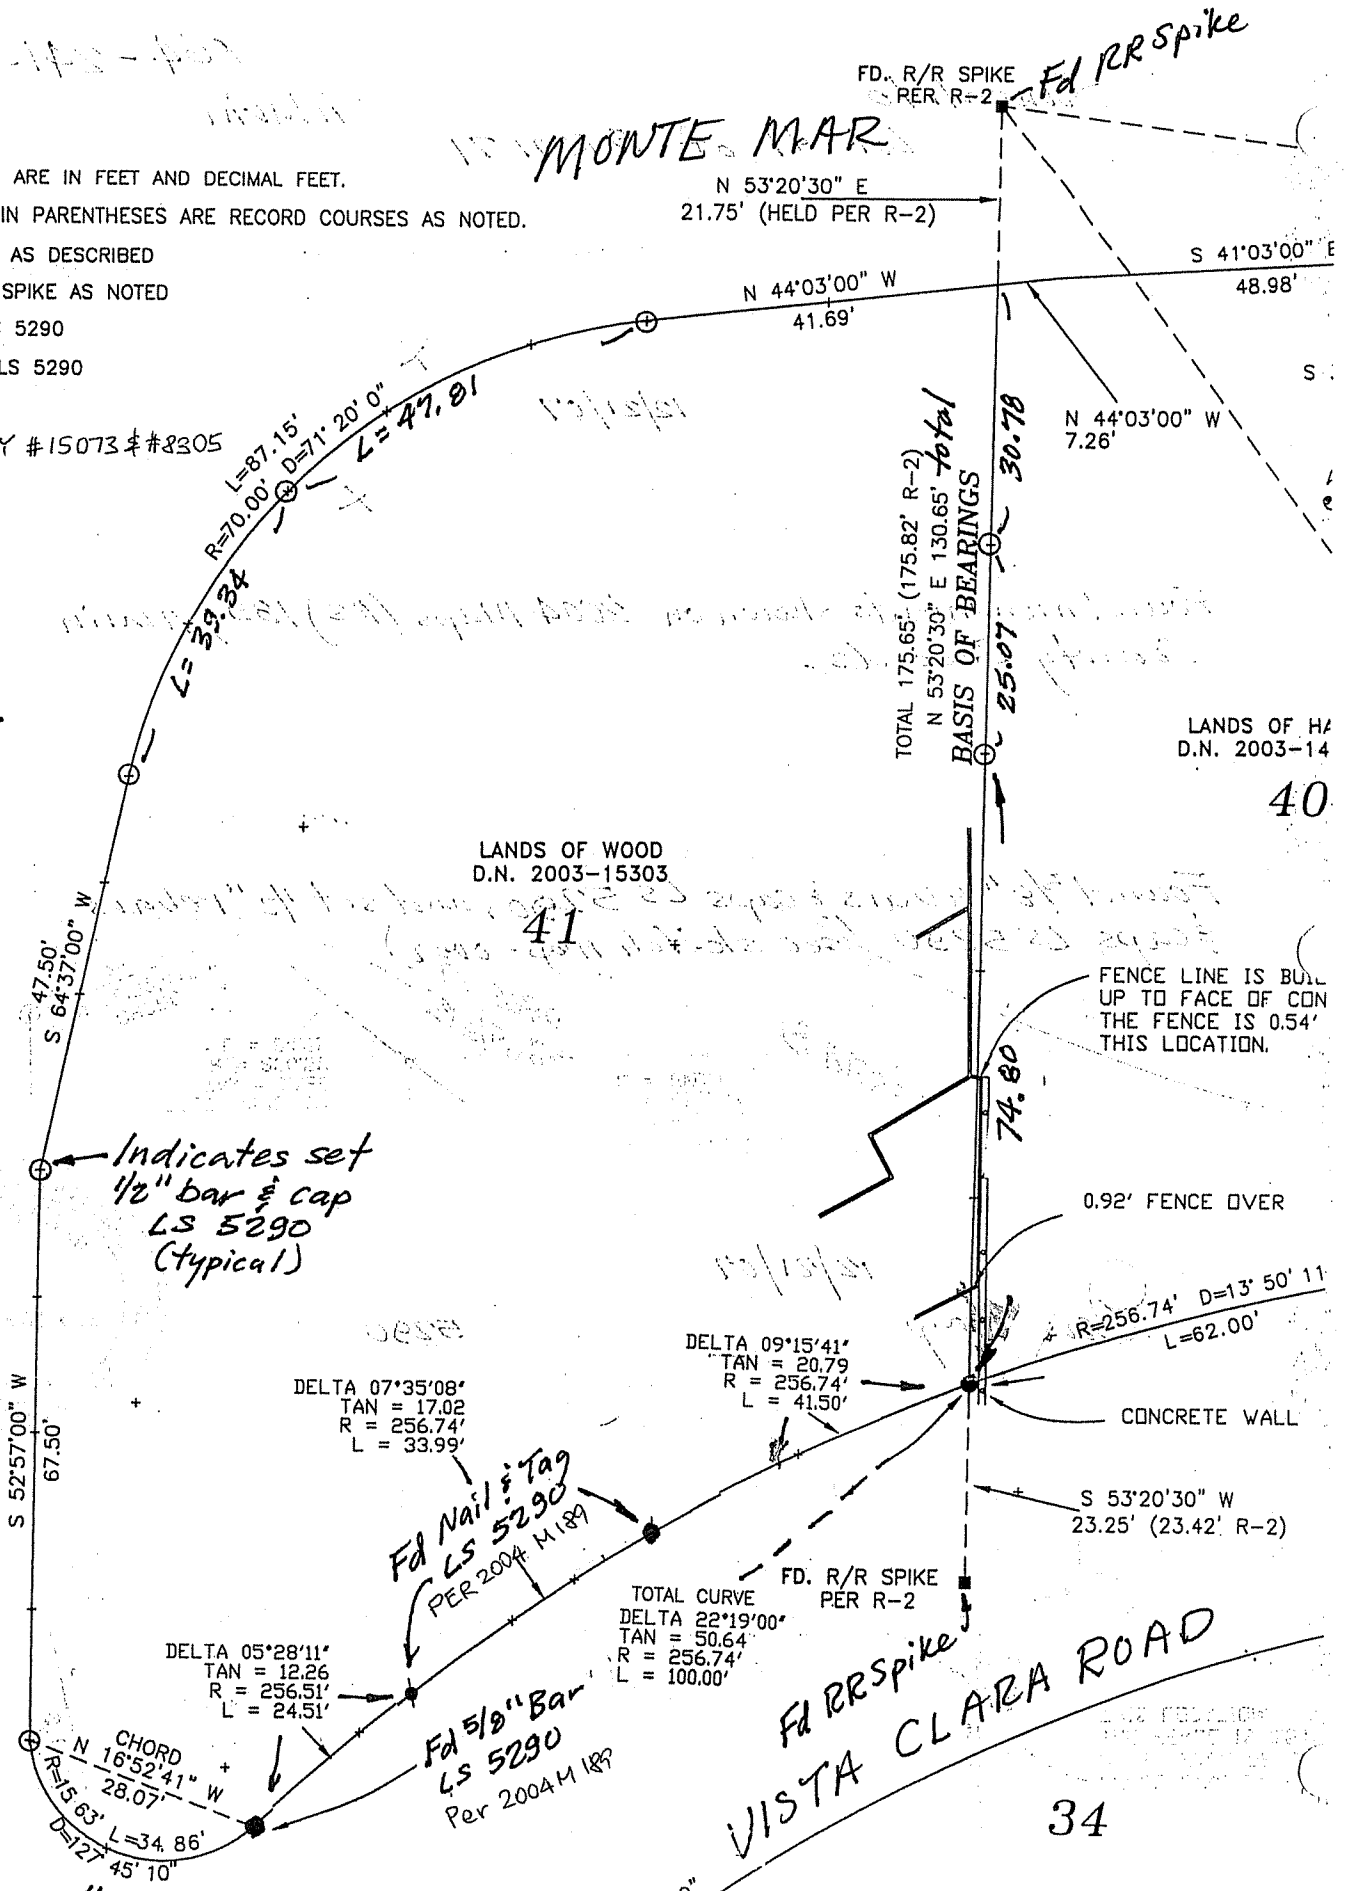 Fd RR Spike
FD. R/R SPIKE
PER R-2
MONTE MAR
ARE IN FEET AND DECIMAL FEET.
IN PARENTHESES ARE RECORD COURSES AS NOTED.
AS DESCRIBED
SPIKE AS NOTED
5290
LS 5290
Y #15073 & #8305
N 53°20'30" E
21.75' (HELD PER R-2)
S 41°03'00" E
48.98'
N 44°03'00" W
41.69'
N 44°03'00" W
7.26'
L=87.15'
D=71° 20' 0"
R=70.00'
L=47.81
L=39.34
TOTAL 175.65' (175.82' R-2)
N 53°20'30" E 130.65' total
BASIS OF BEARINGS
30.78
25.07
LANDS OF HA
D.N. 2003-14
40
LANDS OF WOOD
D.N. 2003-15303
41
47.50'
S 64°37'00" W
FENCE LINE IS BUIL
UP TO FACE OF CON
THE FENCE IS 0.54'
THIS LOCATION.
74.80
Indicates set
1/2" bar & cap
LS 5290
(typical)
0.92' FENCE OVER
R=256.74' D=13° 50' 11
L=62.00'
DELTA 09°15'41"
TAN = 20.79
R = 256.74'
L = 41.50'
DELTA 07°35'08"
TAN = 17.02
R = 256.74'
L = 33.99'
CONCRETE WALL
S 52°57'00" W
67.50'
Fd Nail & Tag
LS 5290
PER 2004 M 189
S 53°20'30" W
23.25' (23.42' R-2)
FD. R/R SPIKE
PER R-2
TOTAL CURVE
DELTA 22°19'00"
TAN = 50.64
R = 256.74'
L = 100.00'
DELTA 05°28'11"
TAN = 12.26
R = 256.51'
L = 24.51'
Fd RR Spike
VISTA CLARA ROAD
Fd 5/8" Bar
LS 5290
Per 2004 M 189
CHORD
N 16°52'41" W
28.07'
R=15.63' L=34.86'
D=127° 45' 10"
34